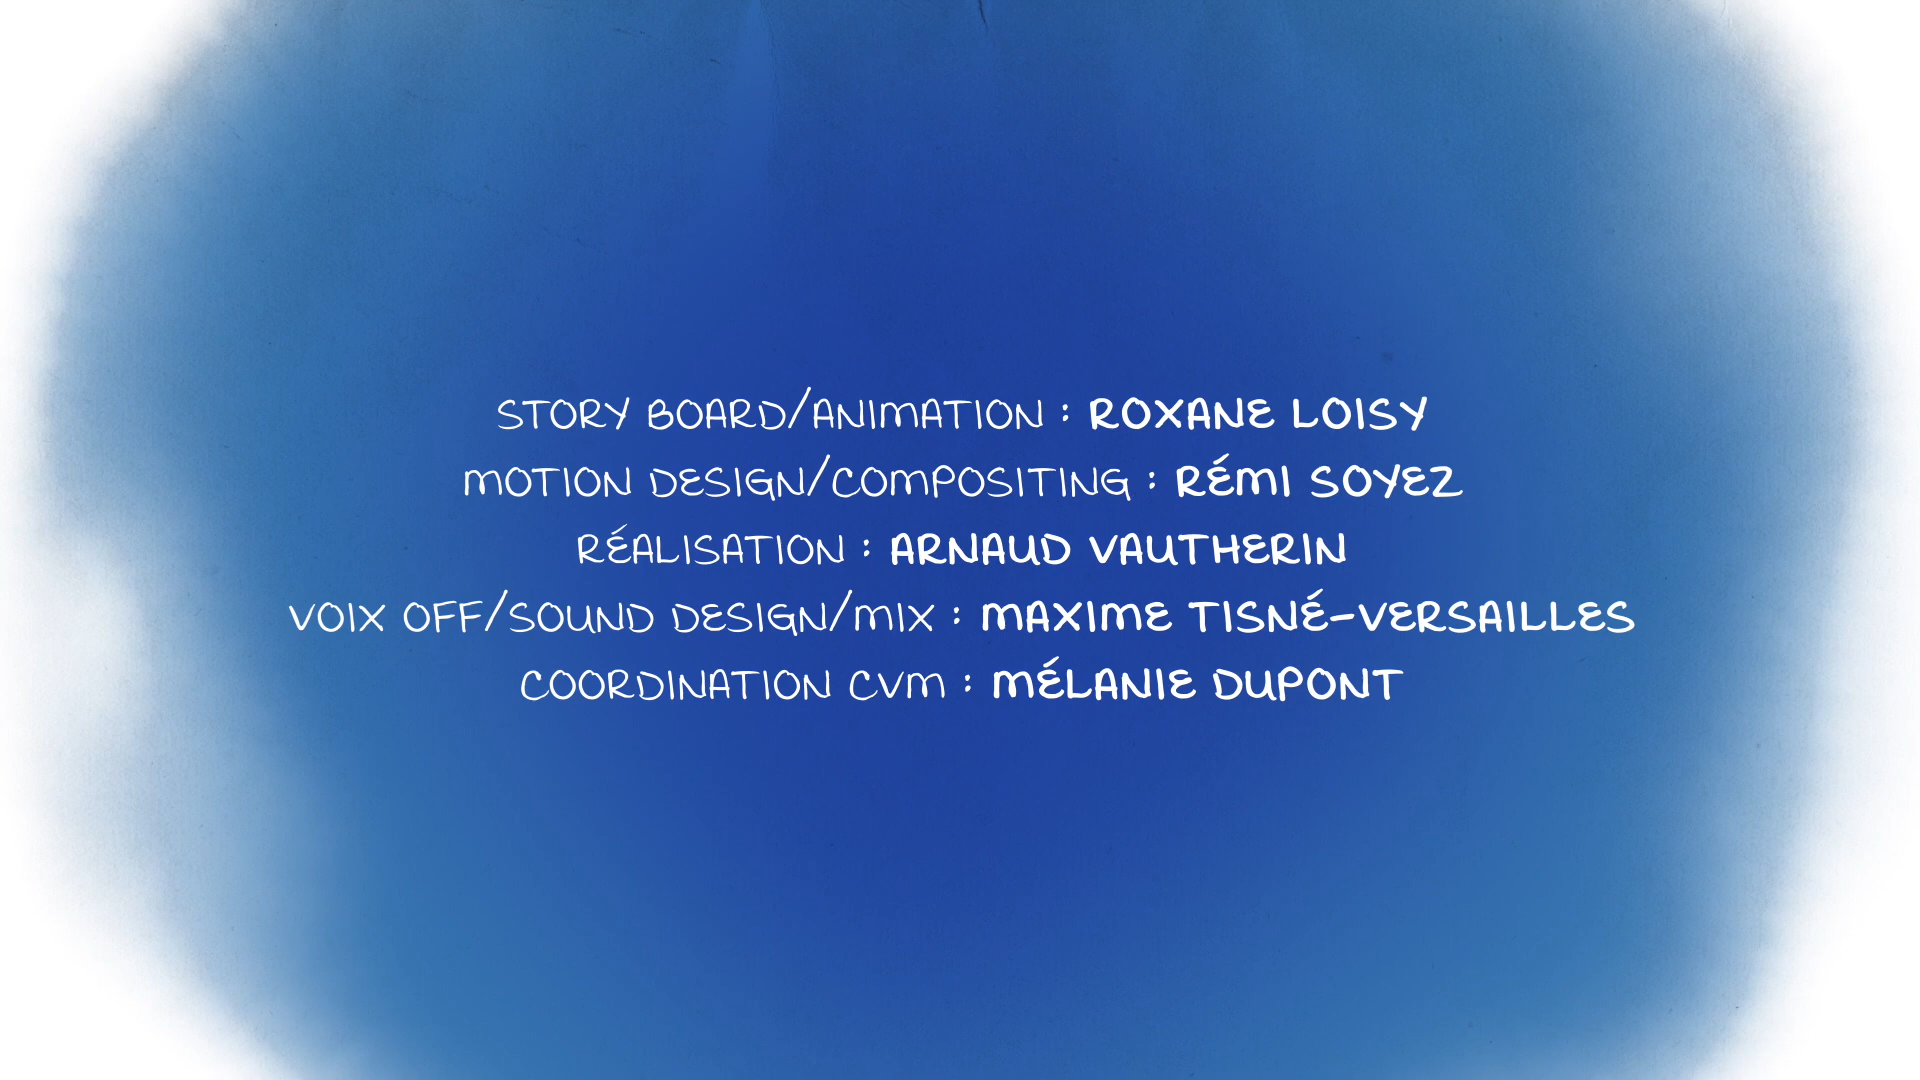 STORY BOARD/ANIMATION : ROXANE LOISY
MOTION DESIGN/COMPOSITING : RÉMI SOYEZ
RÉALISATION : ARNAUD VAUTHERIN
VOIX OFF/SOUND DESIGN/MIX : MAXIME TISNÉ-VERSAILLES
COORDINATION CVM : MÉLANIE DUPONT